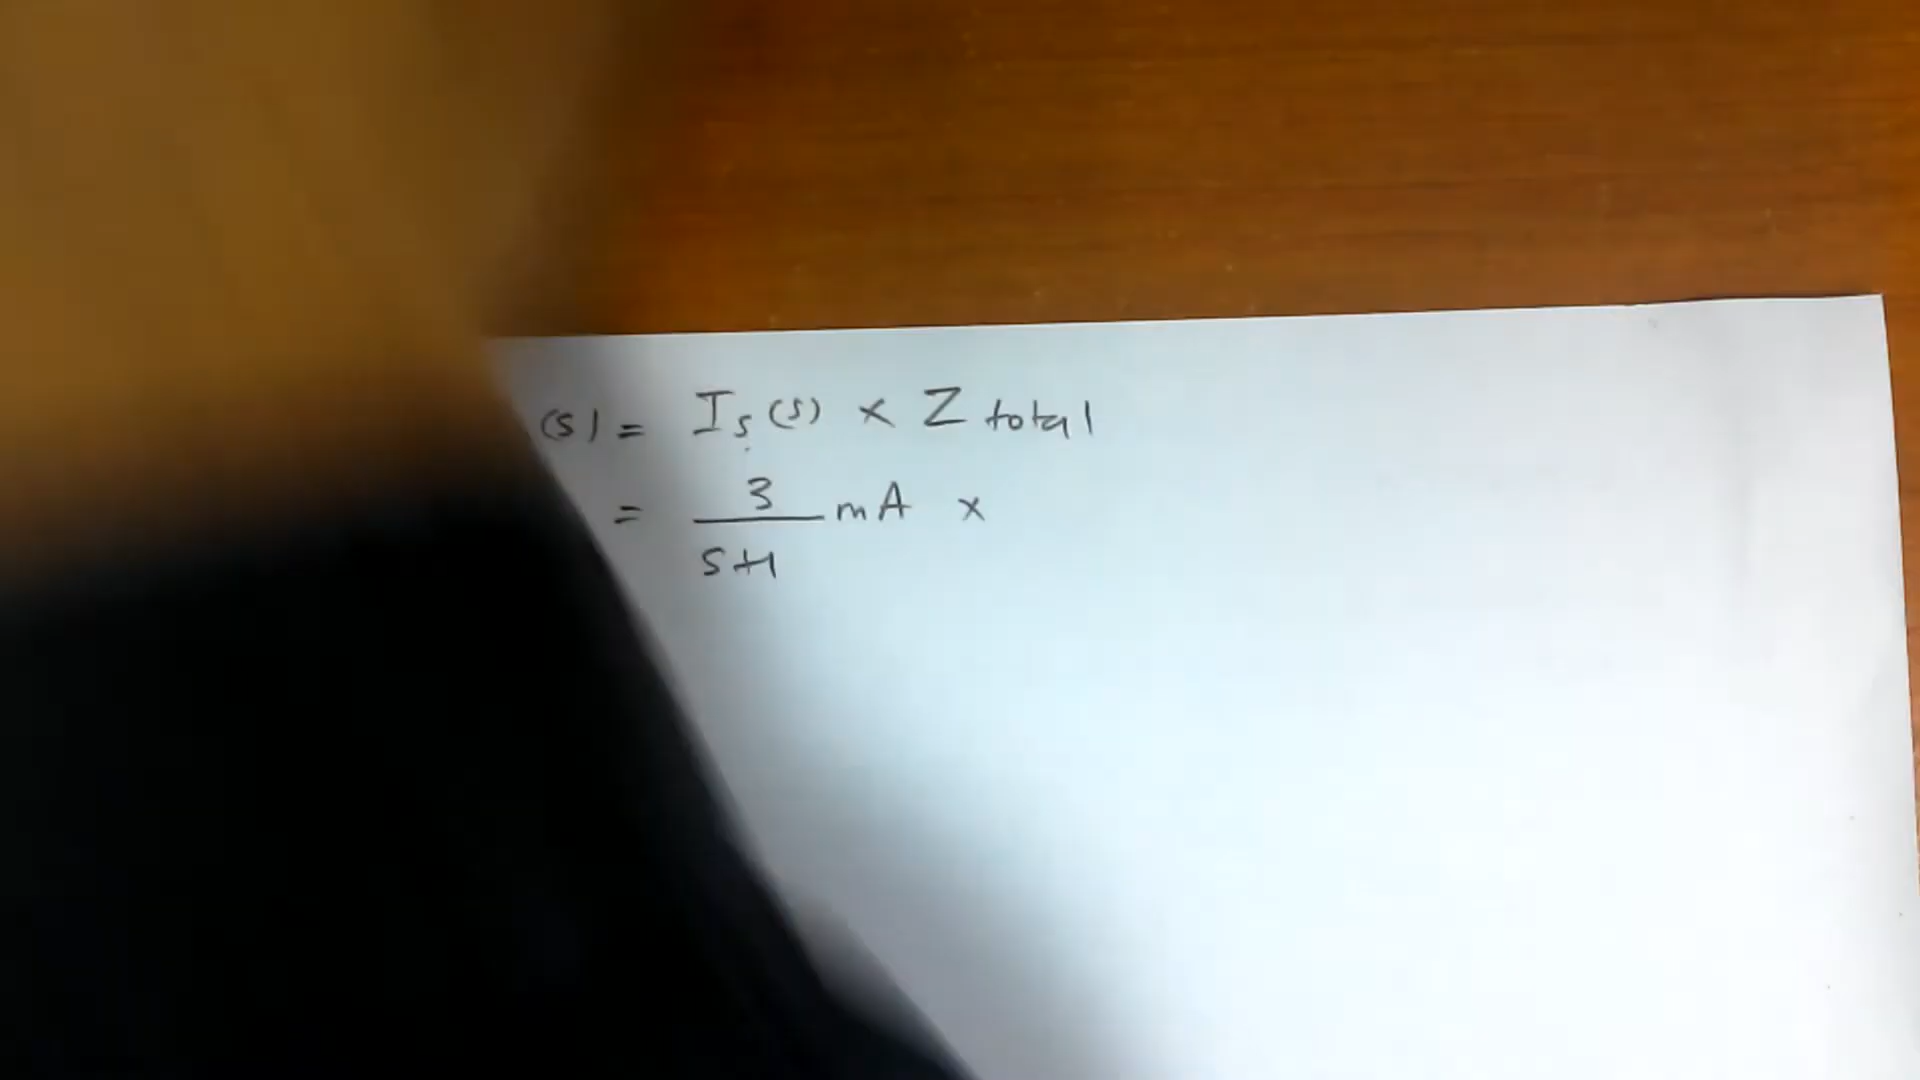 (s) = Is(s) × Z total
= 3/s+1 mA ×